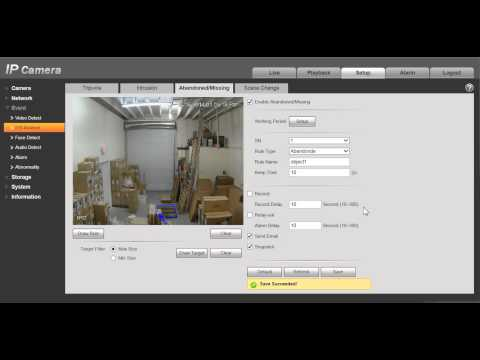 IP Camera
Live
Playback
Setup
Alarm
Logout
Camera
Network
Event
Video Detect
IVS Analyse
Face Detect
Audio Detect
Alarm
Abnormality
Storage
System
Information
Tripwire
Intrusion
Abandoned/Missing
Scene Change
IPC
Draw Rule
Clear
Target Filter
Max Size
Min Size
Draw Target
Clear
Enable Abandoned/Missing
Working Period
Setup
SN
1
Rule Type
Rule Name
object1
Keep Time
10
Record
Record Delay
10
Second (10~300)
Relay-out
Alarm Delay
10
Second (10~300)
Send Email
Snapshot
Default
Refresh
Save
Save Succeeded!